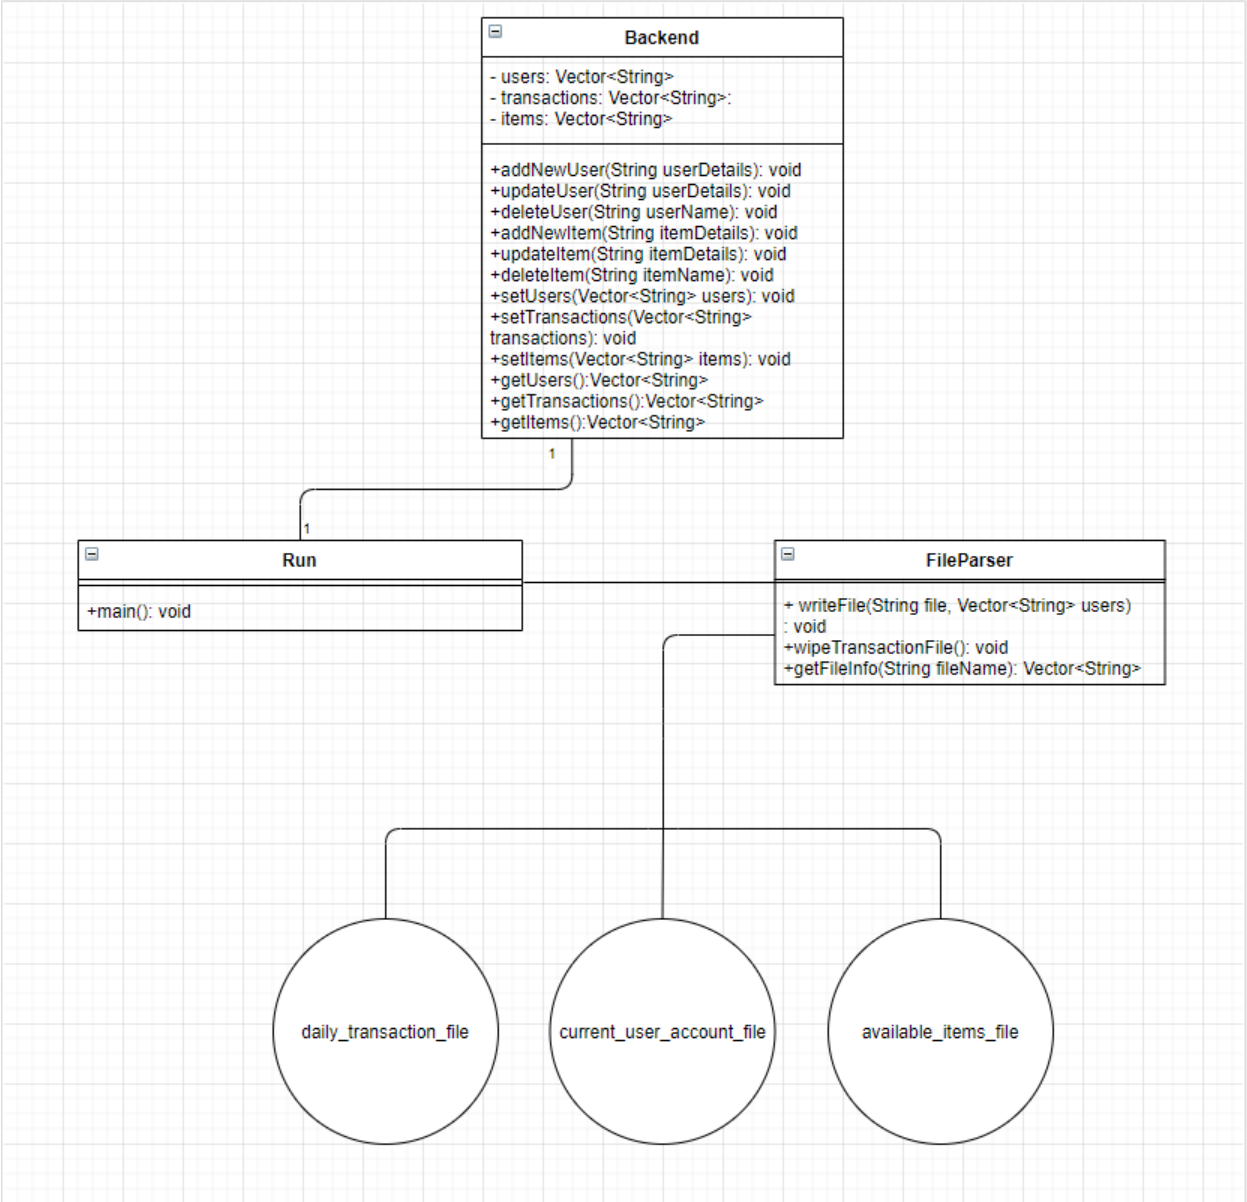 Backend
- users: Vector<String>
- transactions: Vector<String>:
- items: Vector<String>
+addNewUser(String userDetails): void
+updateUser(String userDetails): void
+deleteUser(String userName): void
+addNewItem(String itemDetails): void
+updateItem(String itemDetails): void
+deleteItem(String itemName): void
+setUsers(Vector<String> users): void
+setTransactions(Vector<String>
transactions): void
+setItems(Vector<String> items): void
+getUsers():Vector<String>
+getTransactions():Vector<String>
+getItems():Vector<String>
1
1
Run
+main(): void
FileParser
+ writeFile(String file, Vector<String> users)
: void
+wipeTransactionFile(): void
+getFileInfo(String fileName): Vector<String>
daily_transaction_file
current_user_account_file
available_items_file